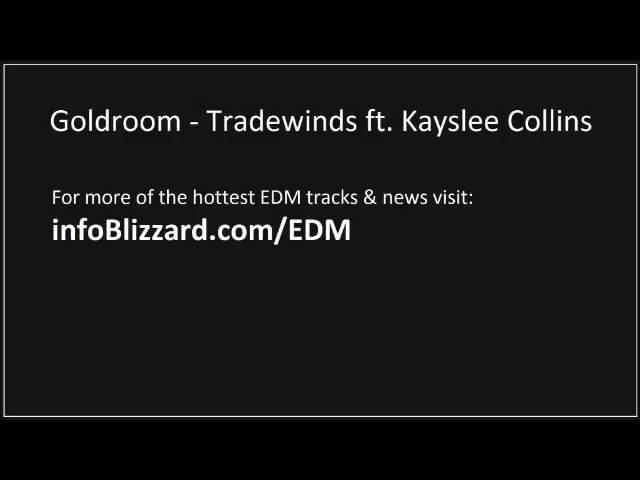 Goldroom - Tradewinds ft. Kayslee Collins
For more of the hottest EDM tracks & news visit:
infoBlizzard.com/EDM